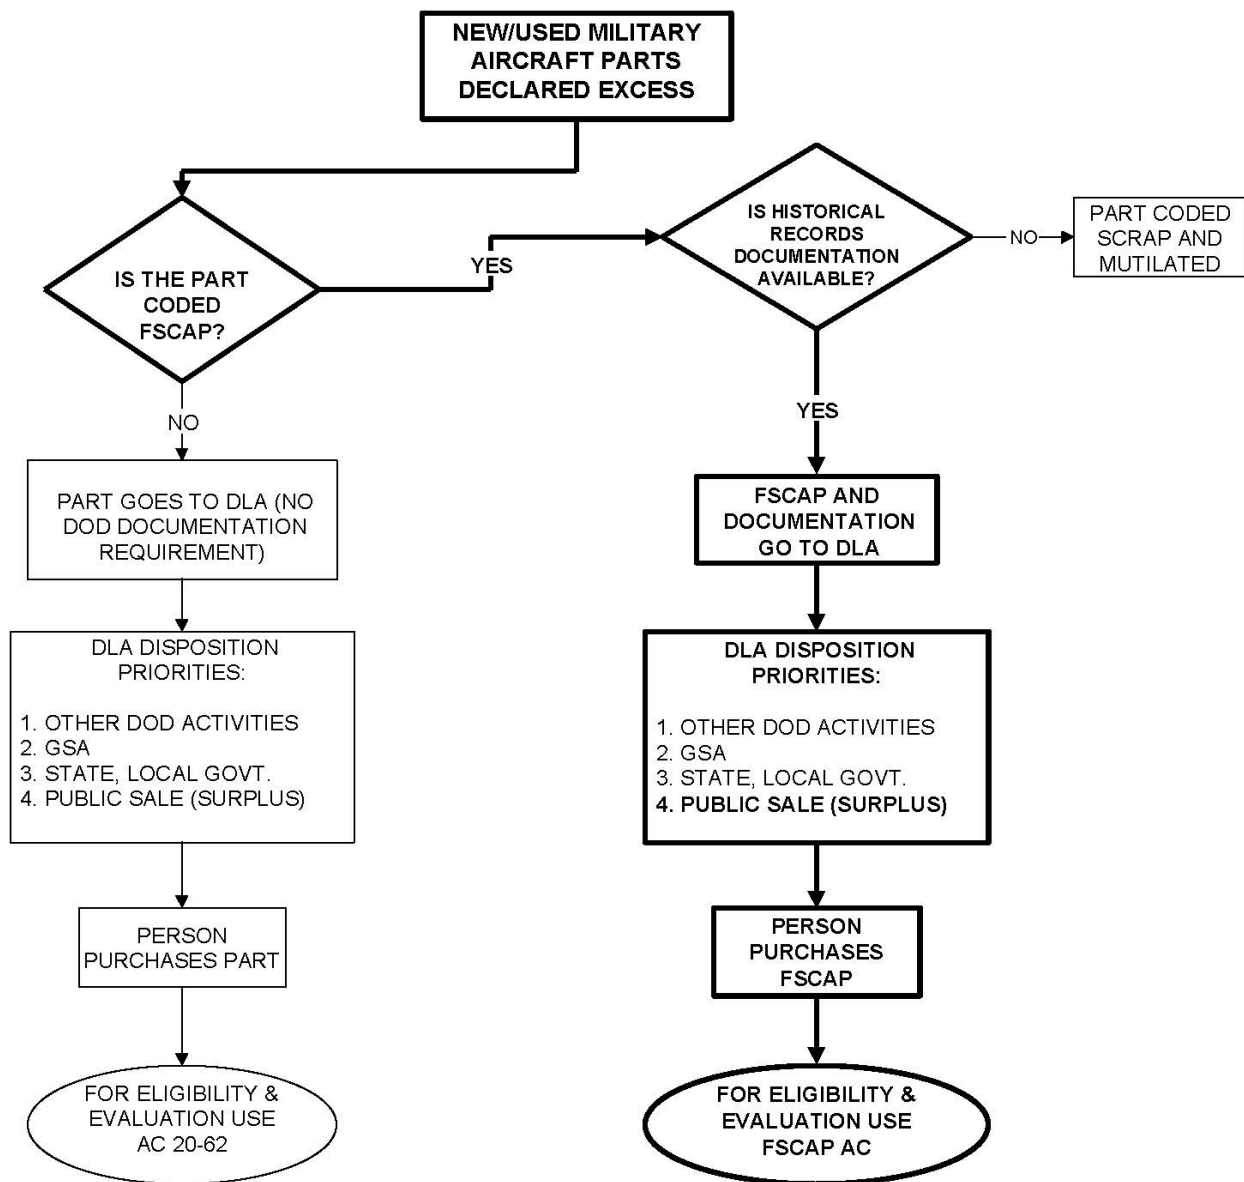 NEW/USED MILITARY
AIRCRAFT PARTS
DECLARED EXCESS
IS THE PART
CODED
FSCAP?
YES
IS HISTORICAL
RECORDS
DOCUMENTATION
AVAILABLE?
NO
PART CODED
SCRAP AND
MUTILATED
NO
YES
PART GOES TO DLA (NO
DOD DOCUMENTATION
REQUIREMENT)
FSCAP AND
DOCUMENTATION
GO TO DLA
DLA DISPOSITION
PRIORITIES:
1. OTHER DOD ACTIVITIES
2. GSA
3. STATE, LOCAL GOVT.
4. PUBLIC SALE (SURPLUS)
DLA DISPOSITION
PRIORITIES:
1. OTHER DOD ACTIVITIES
2. GSA
3. STATE, LOCAL GOVT.
4. PUBLIC SALE (SURPLUS)
PERSON
PURCHASES PART
PERSON
PURCHASES
FSCAP
FOR ELIGIBILITY &
EVALUATION USE
AC 20-62
FOR ELIGIBILITY &
EVALUATION USE
FSCAP AC